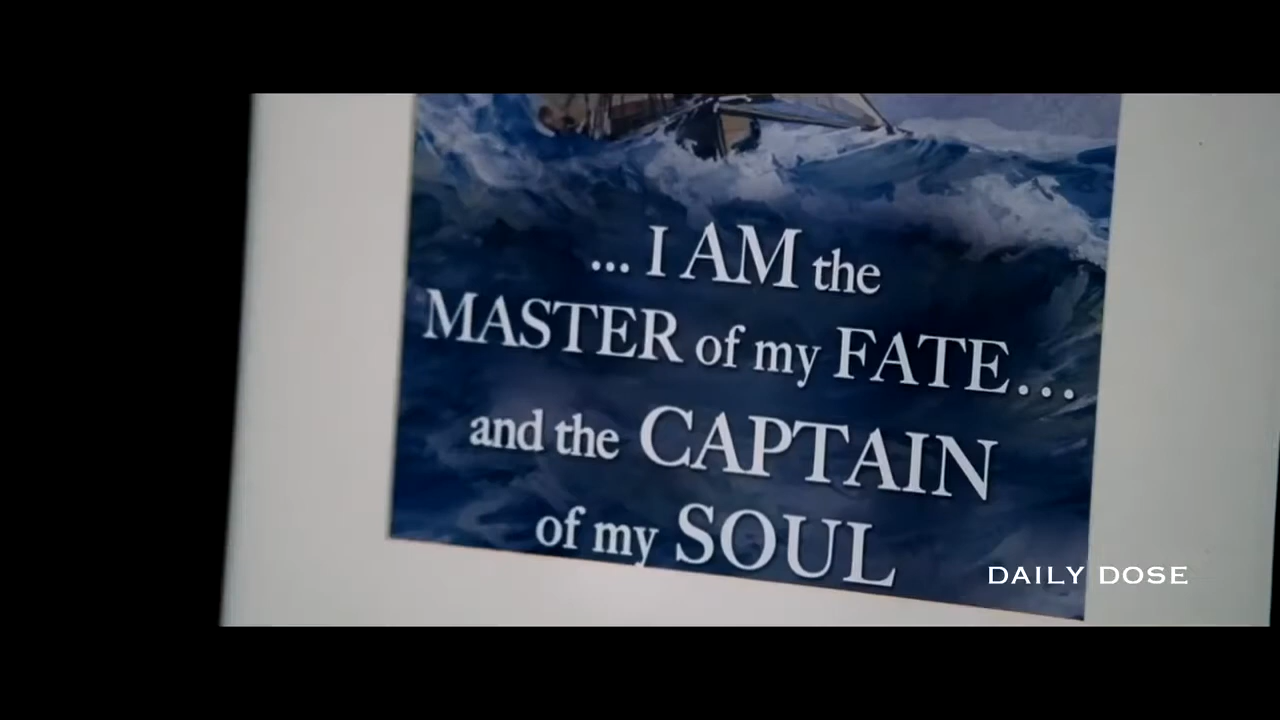 ... I AM the
MASTER of my FATE...
and the CAPTAIN
of my SOUL
DAILY DOSE